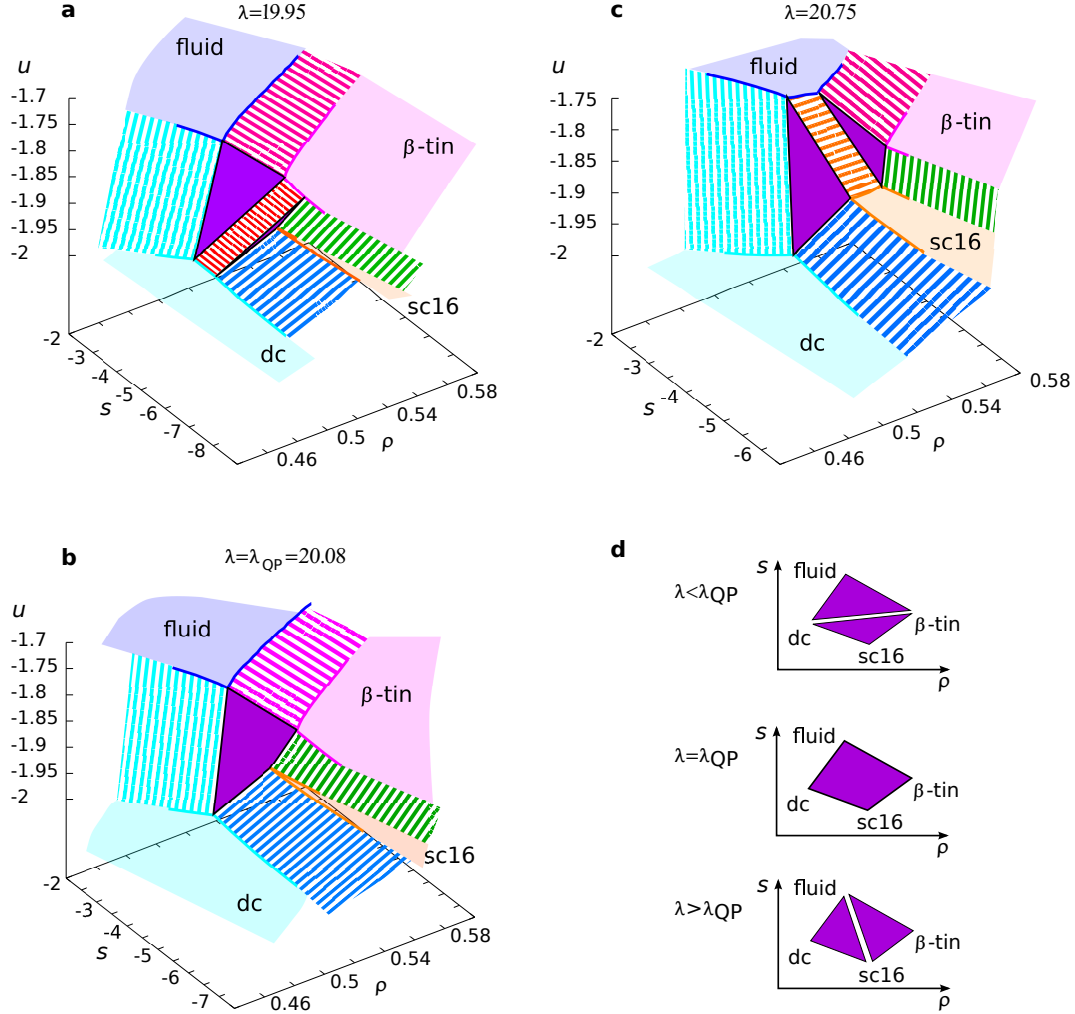 a
λ=19.95
u
-1.7
-1.75
-1.8
-1.85
-1.9
-1.95
-2
fluid
β-tin
sc16
dc
-2
-3
-4
-5
-6
-7
-8
s
0.46
0.5
0.54
0.58
ρ
c
λ=20.75
u
-1.75
-1.8
-1.85
-1.9
-1.95
-2
fluid
β-tin
sc16
dc
-2
-3
-4
-5
-6
s
0.46
0.5
0.54
0.58
ρ
b
λ=λQP=20.08
u
-1.7
-1.75
-1.8
-1.85
-1.9
-1.95
-2
fluid
β-tin
sc16
dc
-2
-3
-4
-5
-6
-7
s
0.46
0.5
0.54
0.58
ρ
d
λ<λQP
s
fluid
dc
β-tin
sc16
ρ
λ=λQP
s
fluid
dc
β-tin
sc16
ρ
λ>λQP
s
fluid
dc
β-tin
sc16
ρ